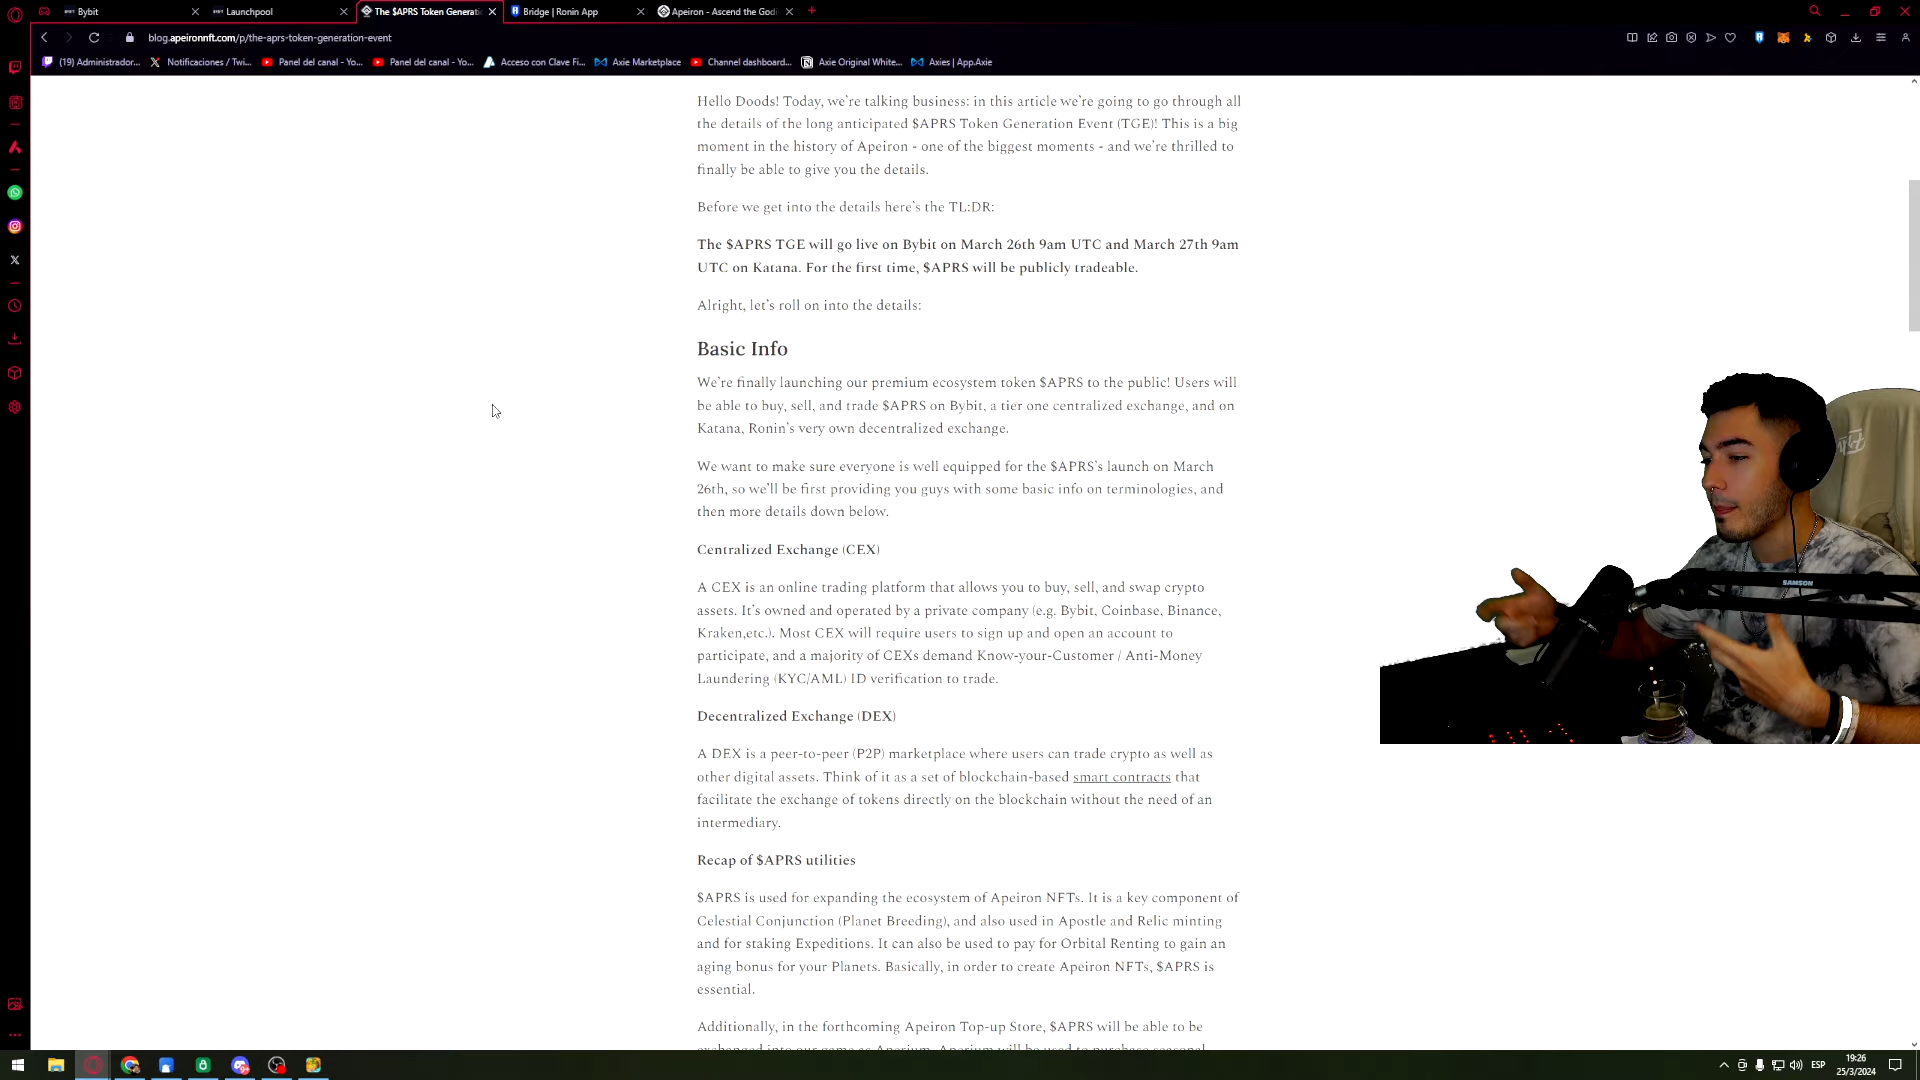 Bybit
Launchpool
The $APRS Token Generati
Bridge | Ronin App
Apeiron - Ascend the Godi
blog.apeironnft.com/p/the-aprs-token-generation-event
(19) Administrador...
Notificaciones / Twi...
Panel del canal - Yo...
Panel del canal - Yo...
Acceso con Clave Fi...
Axie Marketplace
Channel dashboard...
Axie Original White...
Axies | App.Axie
Hello Doods! Today, we’re talking business: in this article we’re going to go through all
the details of the long anticipated $APRS Token Generation Event (TGE)! This is a big
moment in the history of Apeiron - one of the biggest moments - and we’re thrilled to
finally be able to give you the details.
Before we get into the details here’s the TL:DR:
The $APRS TGE will go live on Bybit on March 26th 9am UTC and March 27th 9am
UTC on Katana. For the first time, $APRS will be publicly tradeable.
Alright, let’s roll on into the details:
Basic Info
We’re finally launching our premium ecosystem token $APRS to the public! Users will
be able to buy, sell, and trade $APRS on Bybit, a tier one centralized exchange, and on
Katana, Ronin’s very own decentralized exchange.
We want to make sure everyone is well equipped for the $APRS’s launch on March
26th, so we’ll be first providing you guys with some basic info on terminologies, and
then more details down below.
Centralized Exchange (CEX)
A CEX is an online trading platform that allows you to buy, sell, and swap crypto
assets. It’s owned and operated by a private company (e.g. Bybit, Coinbase, Binance,
Kraken,etc.). Most CEX will require users to sign up and open an account to
participate, and a majority of CEXs demand Know-your-Customer / Anti-Money
Laundering (KYC/AML) ID verification to trade.
Decentralized Exchange (DEX)
A DEX is a peer-to-peer (P2P) marketplace where users can trade crypto as well as
other digital assets. Think of it as a set of blockchain-based smart contracts that
facilitate the exchange of tokens directly on the blockchain without the need of an
intermediary.
Recap of $APRS utilities
$APRS is used for expanding the ecosystem of Apeiron NFTs. It is a key component of
Celestial Conjunction (Planet Breeding), and also used in Apostle and Relic minting
and for staking Expeditions. It can also be used to pay for Orbital Renting to gain an
aging bonus for your Planets. Basically, in order to create Apeiron NFTs, $APRS is
essential.
Additionally, in the forthcoming Apeiron Top-up Store, $APRS will be able to be
exchanged into our game as Aperium. Aperium will be used to purchase seasonal
SAMSON
ESP
19:26
25/3/2024